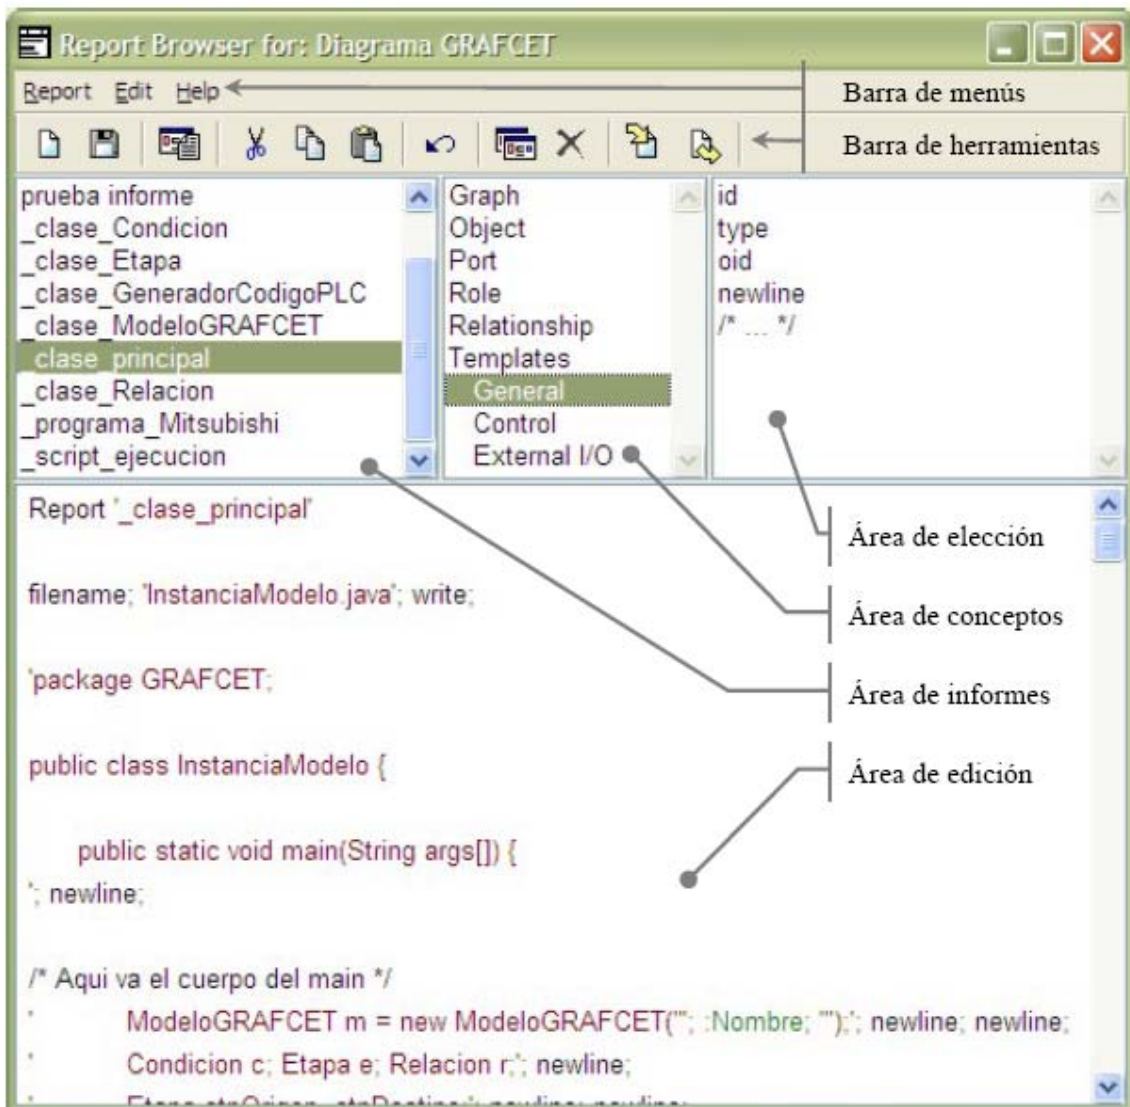 Report Browser for: Diagrama GRAFCET
Report Edit Help
Barra de menús
Barra de herramientas
prueba informe
_clase_Condicion
_clase_Etapa
_clase_GeneradorCodigoPLC
_clase_ModeloGRAFCET
_clase_principal
_clase_Relacion
_programa_Mitsubishi
_script_ejecucion
Graph
Object
Port
Role
Relationship
Templates
General
Control
External I/O
id
type
oid
newline
/* ... */
Área de elección
Área de conceptos
Área de informes
Área de edición
Report '_clase_principal'
filename; 'InstanciaModelo.java'; write;
'package GRAFCET;
public class InstanciaModelo {
public static void main(String args[]) {
'; newline;
/* Aqui va el cuerpo del main */
' ModeloGRAFCET m = new ModeloGRAFCET("'; :Nombre; '");'; newline; newline;
' Condicion c; Etapa e; Relacion r;'; newline;